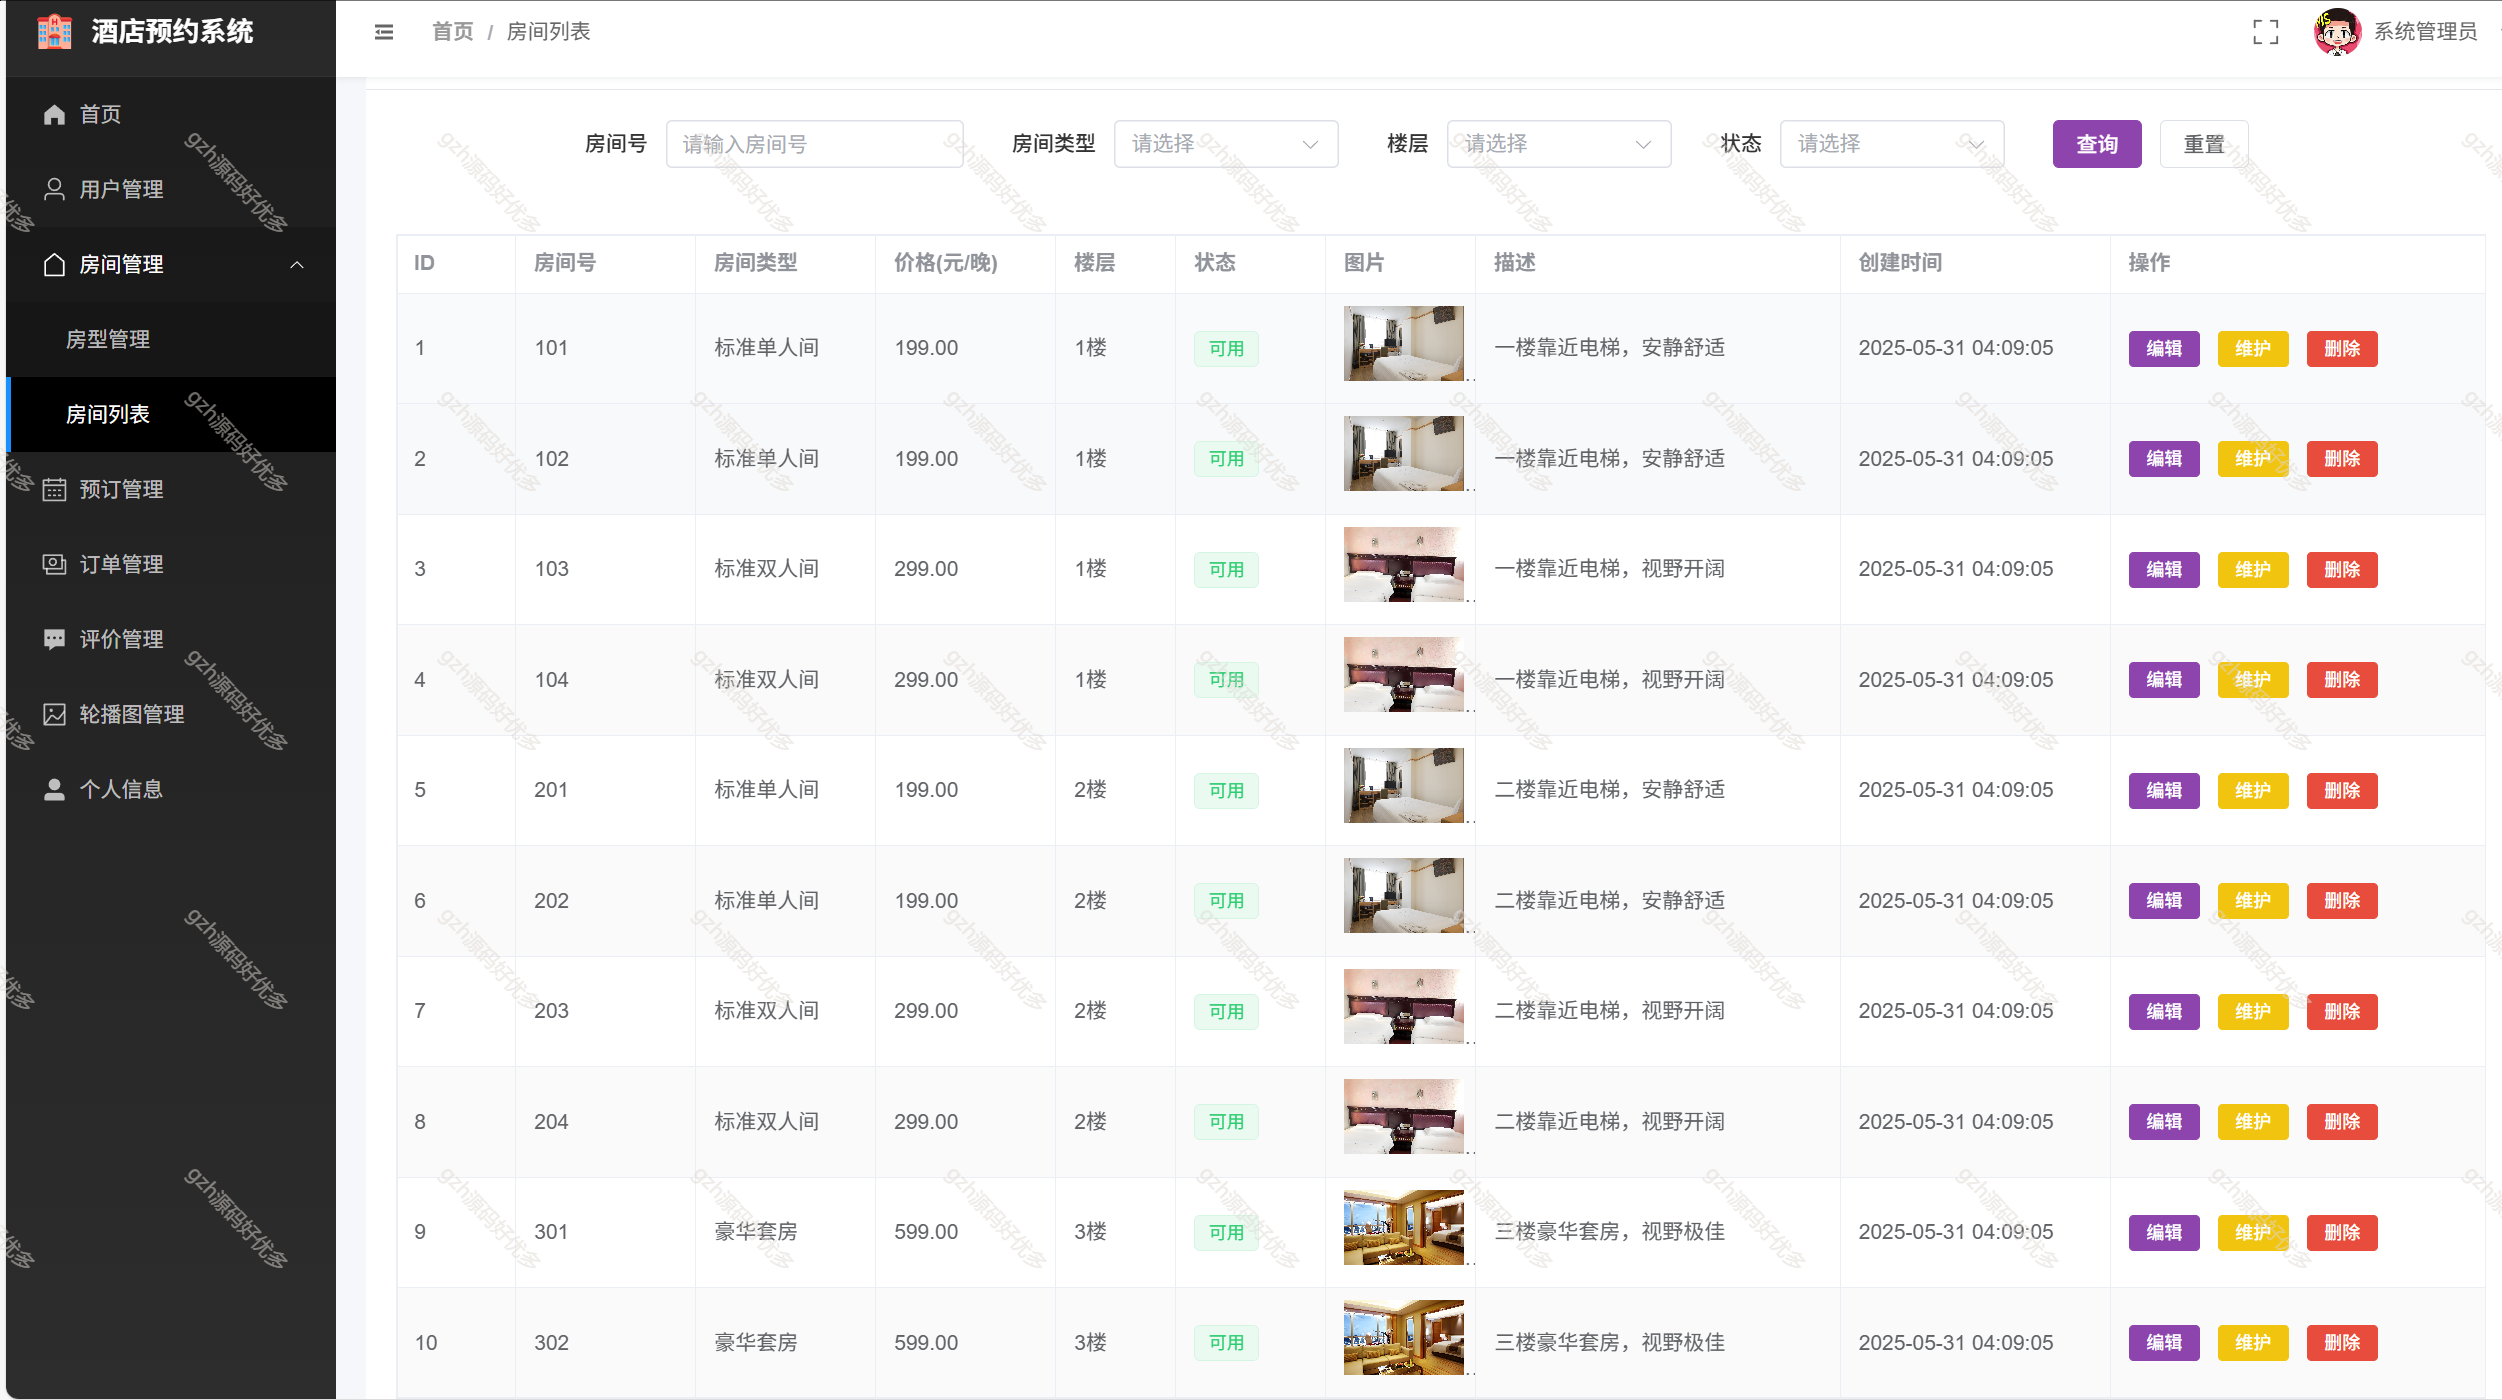 酒店预约系统
首页 / 房间列表
系统管理员
首页
用户管理
房间管理
房型管理
房间列表
预订管理
订单管理
评价管理
轮播图管理
个人信息
房间号 请输入房间号 房间类型 请选择 楼层 请选择 状态 请选择 查询 重置
ID 房间号 房间类型 价格(元/晚) 楼层 状态 图片 描述 创建时间 操作
1 101 标准单人间 199.00 1楼 可用 一楼靠近电梯，安静舒适 2025-05-31 04:09:05 编辑 维护 删除
2 102 标准单人间 199.00 1楼 可用 一楼靠近电梯，安静舒适 2025-05-31 04:09:05 编辑 维护 删除
3 103 标准双人间 299.00 1楼 可用 一楼靠近电梯，视野开阔 2025-05-31 04:09:05 编辑 维护 删除
4 104 标准双人间 299.00 1楼 可用 一楼靠近电梯，视野开阔 2025-05-31 04:09:05 编辑 维护 删除
5 201 标准单人间 199.00 2楼 可用 二楼靠近电梯，安静舒适 2025-05-31 04:09:05 编辑 维护 删除
6 202 标准单人间 199.00 2楼 可用 二楼靠近电梯，安静舒适 2025-05-31 04:09:05 编辑 维护 删除
7 203 标准双人间 299.00 2楼 可用 二楼靠近电梯，视野开阔 2025-05-31 04:09:05 编辑 维护 删除
8 204 标准双人间 299.00 2楼 可用 二楼靠近电梯，视野开阔 2025-05-31 04:09:05 编辑 维护 删除
9 301 豪华套房 599.00 3楼 可用 三楼豪华套房，视野极佳 2025-05-31 04:09:05 编辑 维护 删除
10 302 豪华套房 599.00 3楼 可用 三楼豪华套房，视野极佳 2025-05-31 04:09:05 编辑 维护 删除
gzh源码好优多